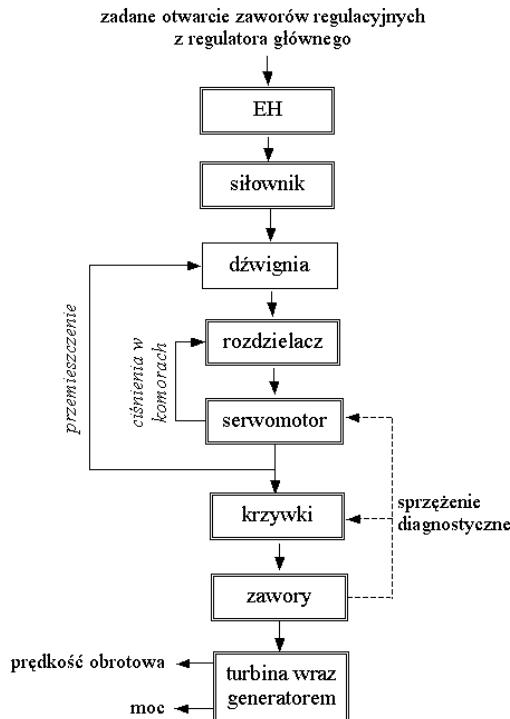 zadane otwarcie zaworów regulacyjnych
z regulatora głównego
EH
siłownik
dźwignia
przemieszczenie
ciśnienia w
komorach
rozdzielacz
serwomotor
krzywki
sprzężenie
diagnostyczne
zawory
prędkość obrotowa
turbina wraz
generatorem
moc